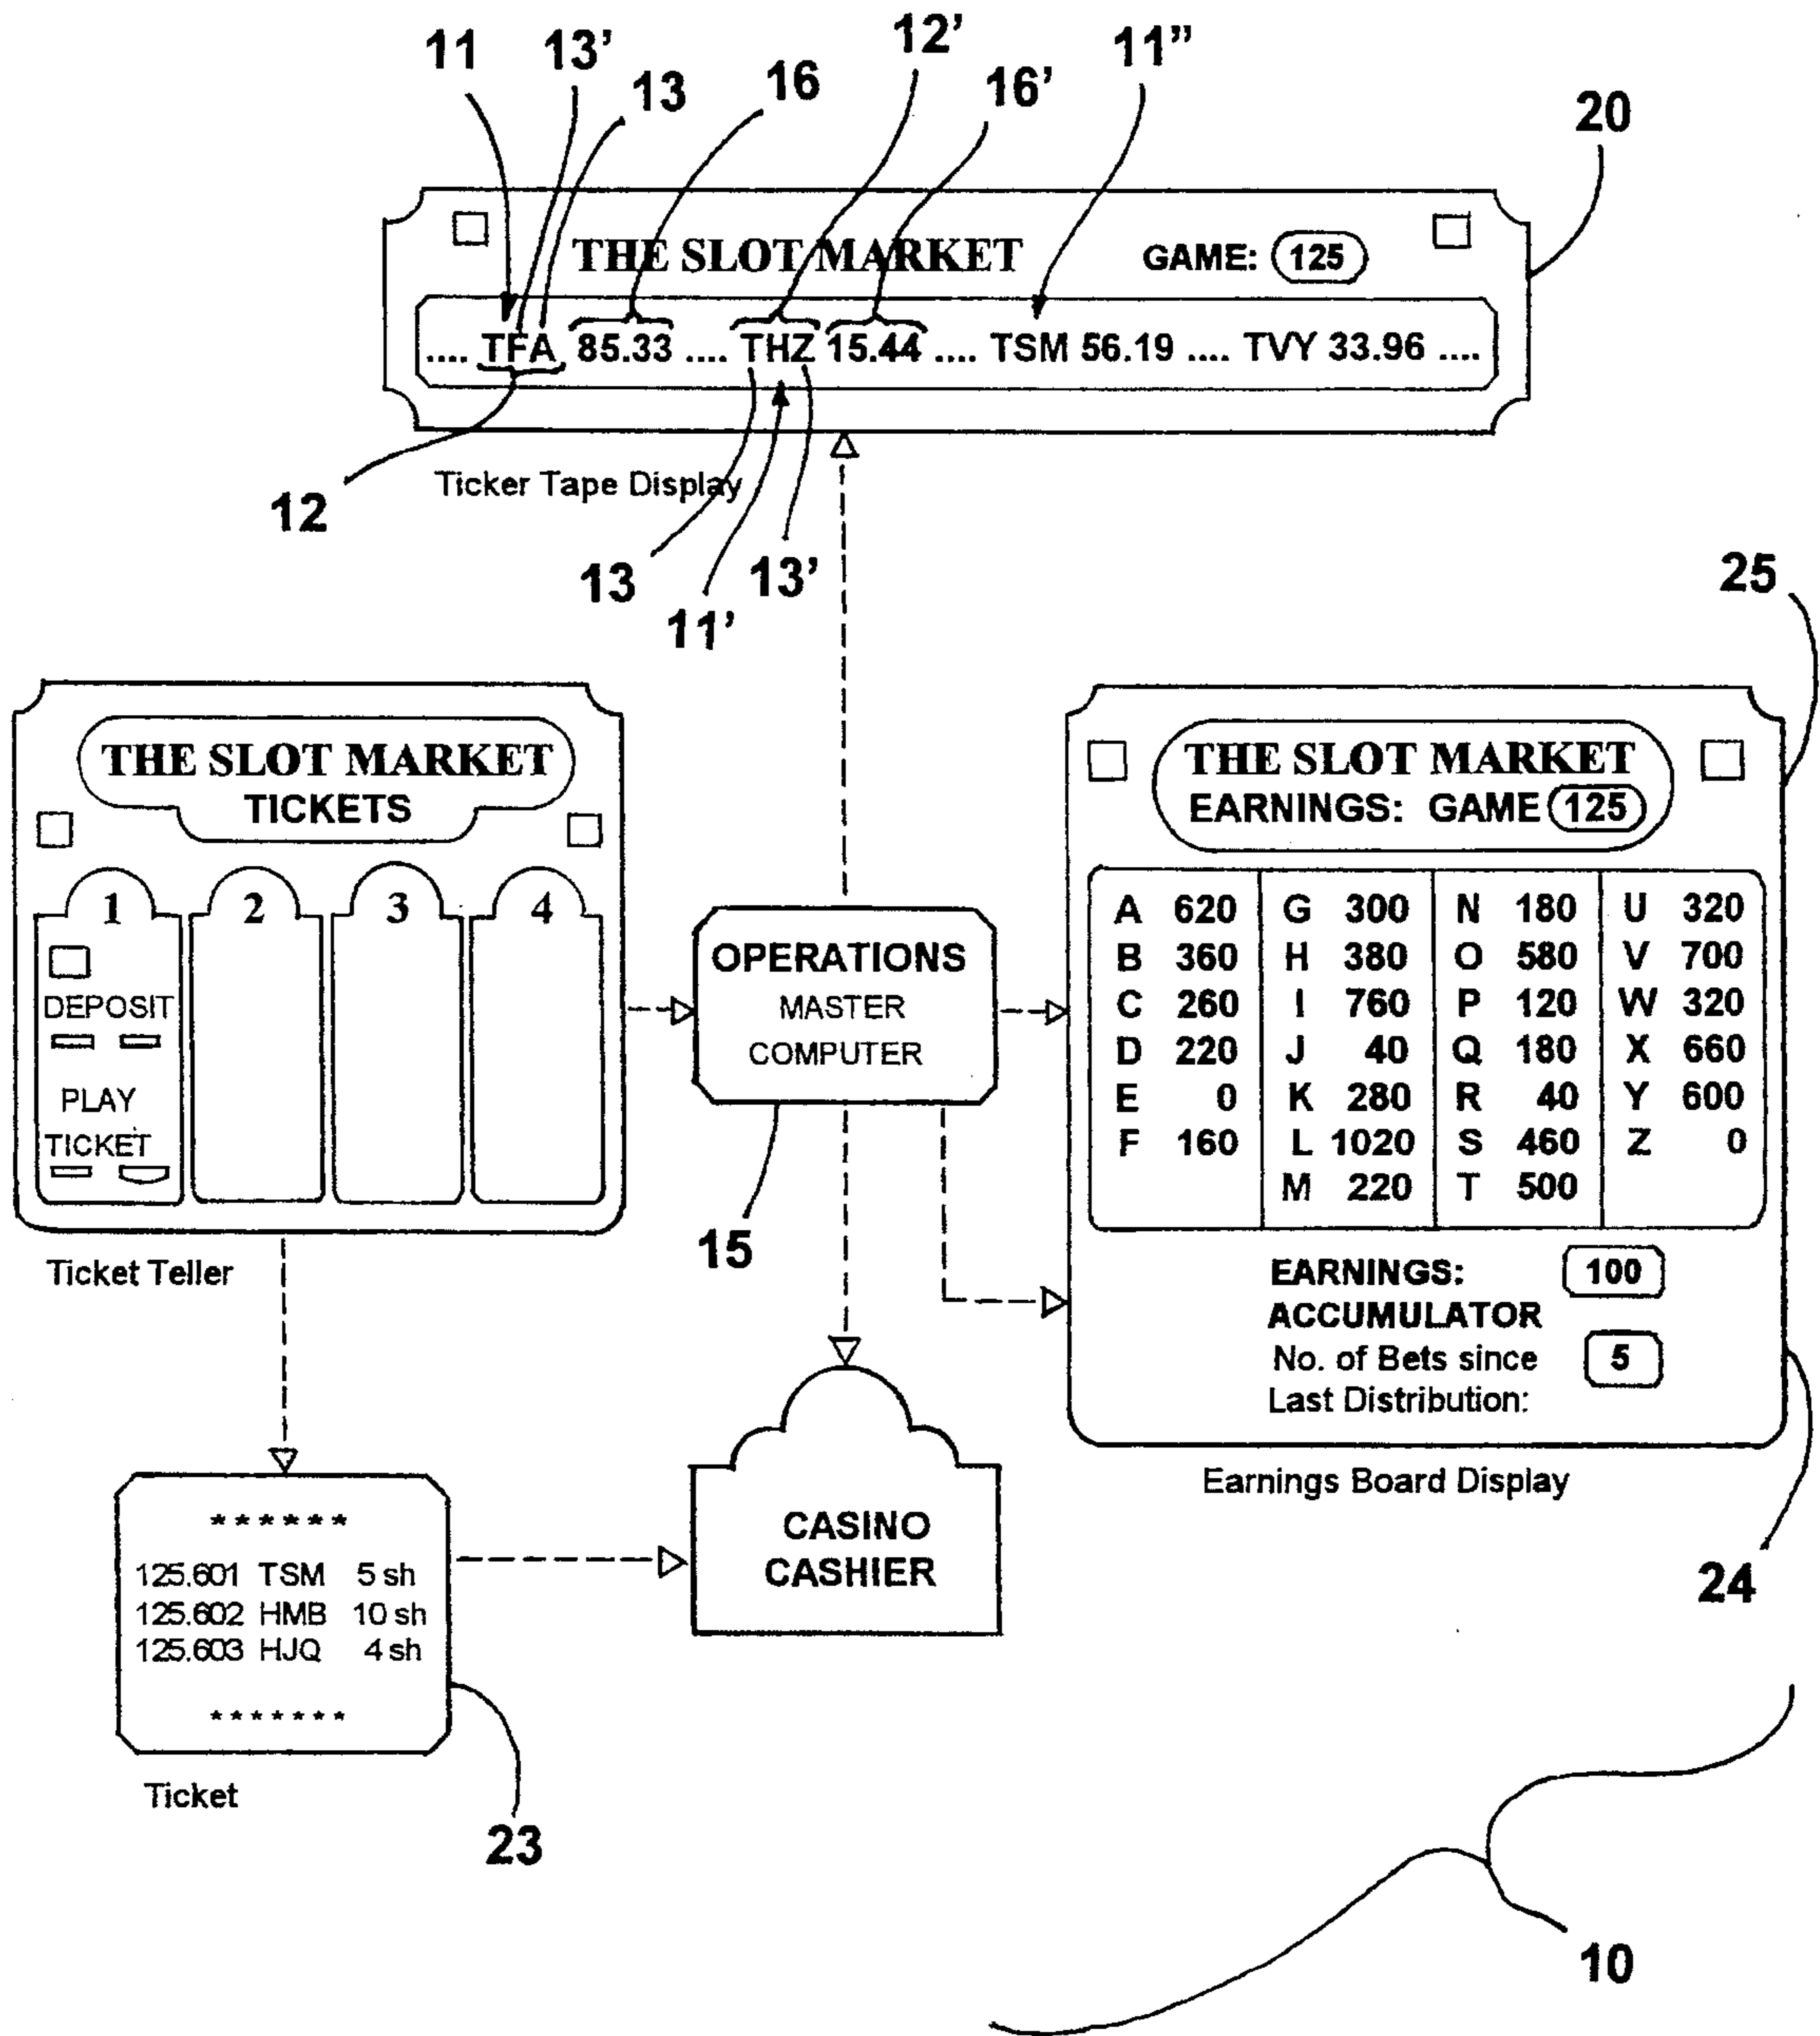 11 13' 13 16 12' 16' 11” 20
THE SLOT MARKET GAME: 125
.... TFA 85.33 .... THZ 15.44 .... TSM 56.19 .... TVY 33.96 ....
12
Ticker Tape Display
13 11' 13'
25
THE SLOT MARKET
TICKETS
1 2 3 4
DEPOSIT
PLAY
TICKET
Ticket Teller
OPERATIONS
MASTER
COMPUTER
15
THE SLOT MARKET
EARNINGS: GAME 125
A 620 G 300 N 180 U 320
B 360 H 380 O 580 V 700
C 260 I 760 P 120 W 320
D 220 J 40 Q 180 X 660
E 0 K 280 R 40 Y 600
F 160 L 1020 S 460 Z 0
M 220 T 500
EARNINGS: 100
ACCUMULATOR
No. of Bets since 5
Last Distribution:
Earnings Board Display
24
******
125.601 TSM 5 sh
125.602 HMB 10 sh
125.603 HJQ 4 sh
*******
Ticket
23
CASINO
CASHIER
10